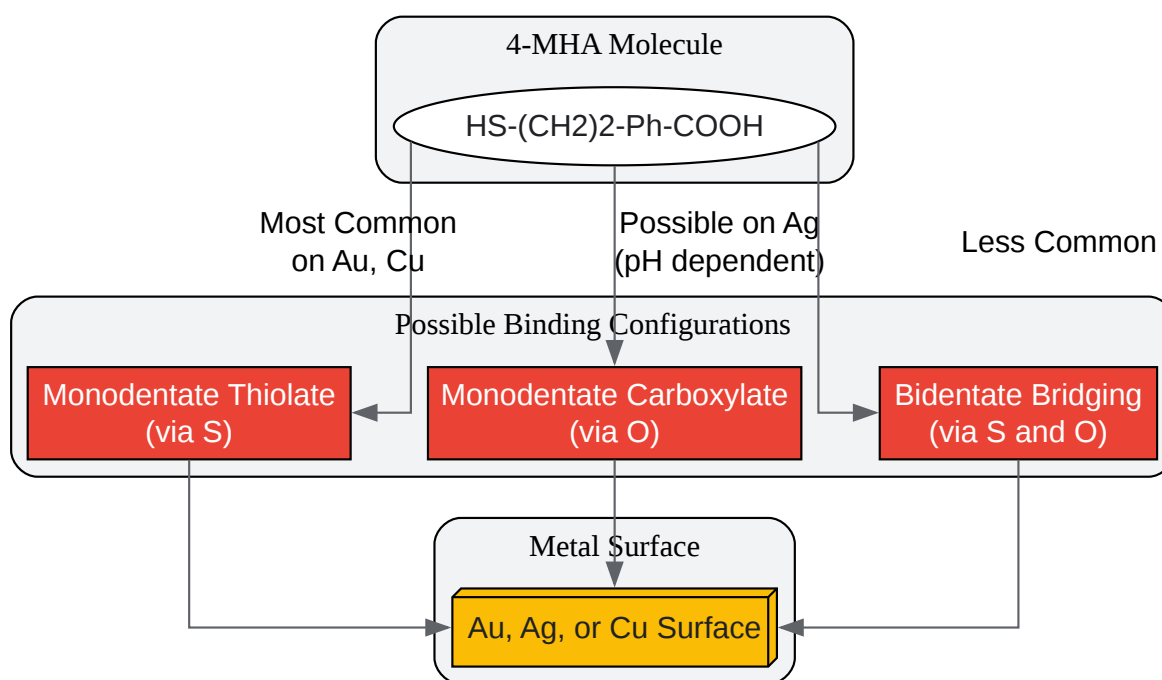 4-MHA Molecule
HS-(CH2)2-Ph-COOH
Most Common
on Au, Cu
Possible on Ag
(pH dependent)
Less Common
Possible Binding Configurations
Monodentate Thiolate
(via S)
Monodentate Carboxylate
(via O)
Bidentate Bridging
(via S and O)
Metal Surface
Au, Ag, or Cu Surface